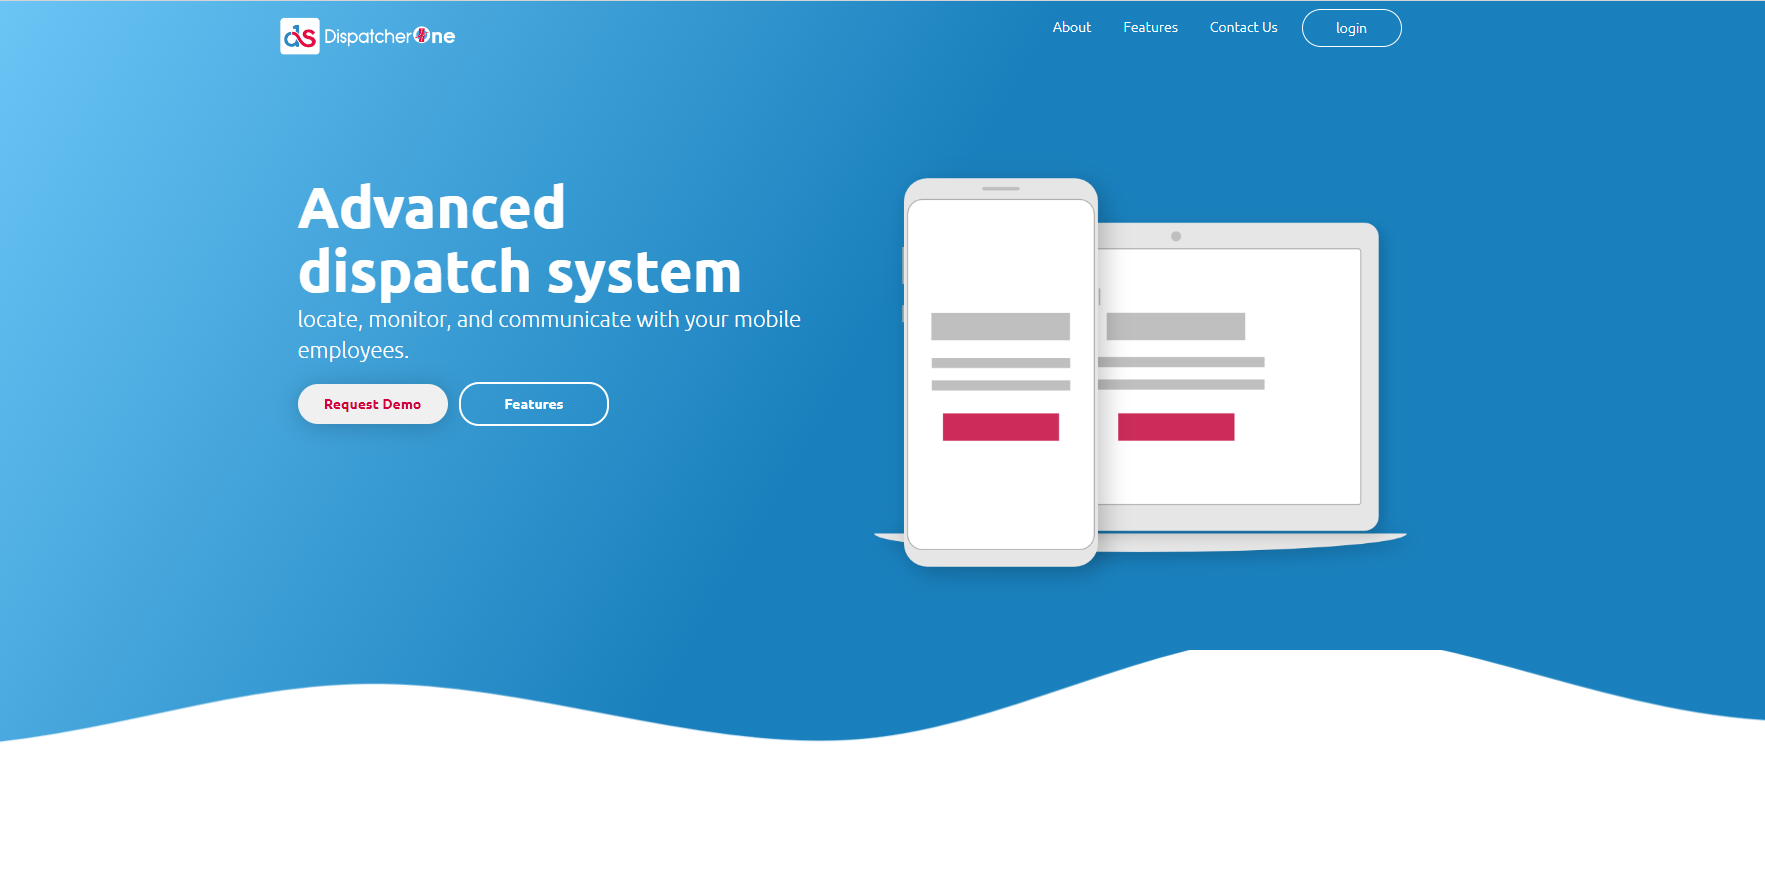 ds DispatcherOne
About Features Contact Us login
Advanced
dispatch system
locate, monitor, and communicate with your mobile
employees.
Request Demo Features